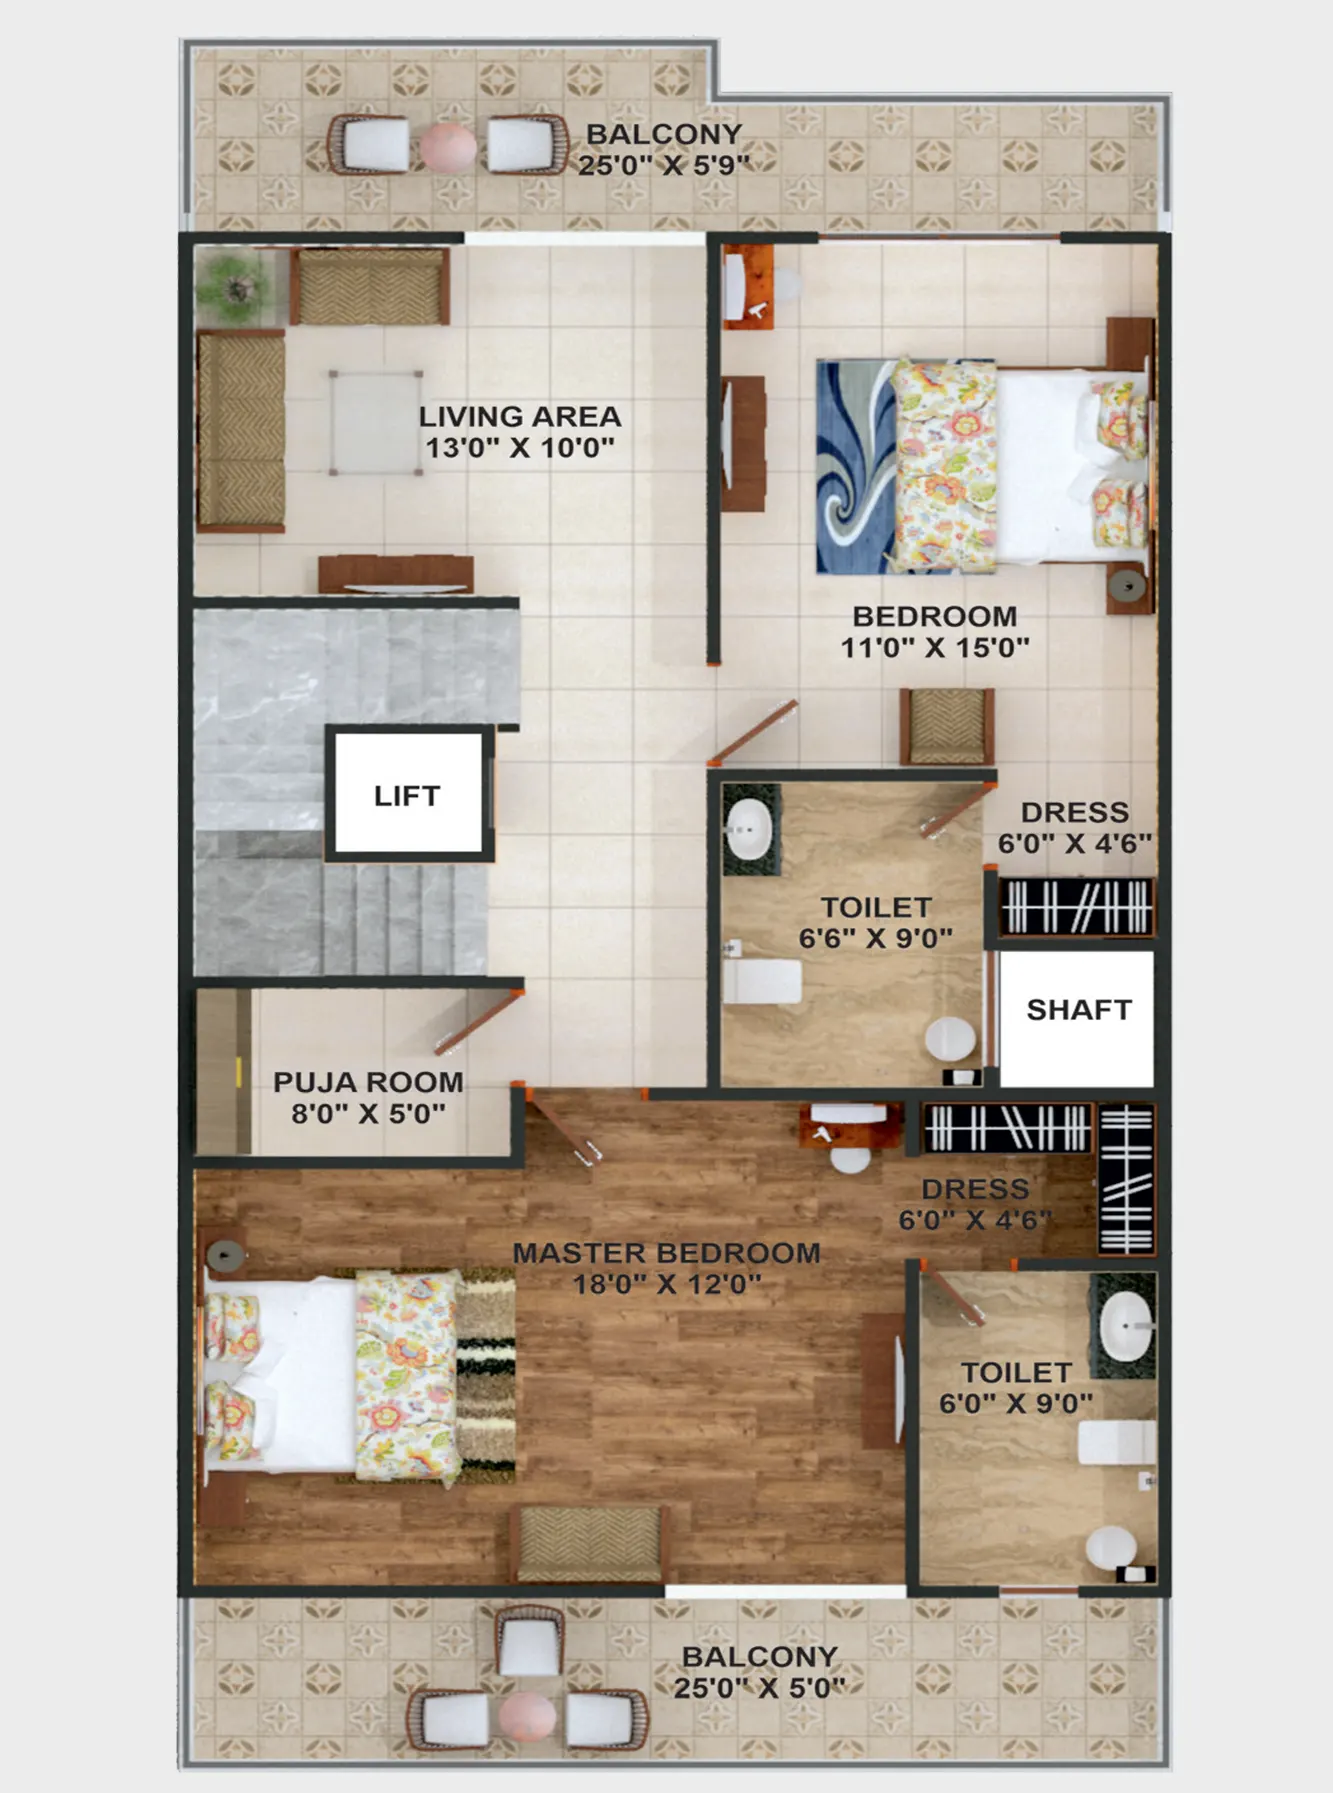 BALCONY
25'0" X 5'9"
LIVING AREA
13'0" X 10'0"
BEDROOM
11'0" X 15'0"
LIFT
DRESS
6'0" X 4'6"
TOILET
6'6" X 9'0"
SHAFT
PUJA ROOM
8'0" X 5'0"
DRESS
6'0" X 4'6"
MASTER BEDROOM
18'0" X 12'0"
TOILET
6'0" X 9'0"
BALCONY
25'0" X 5'0"